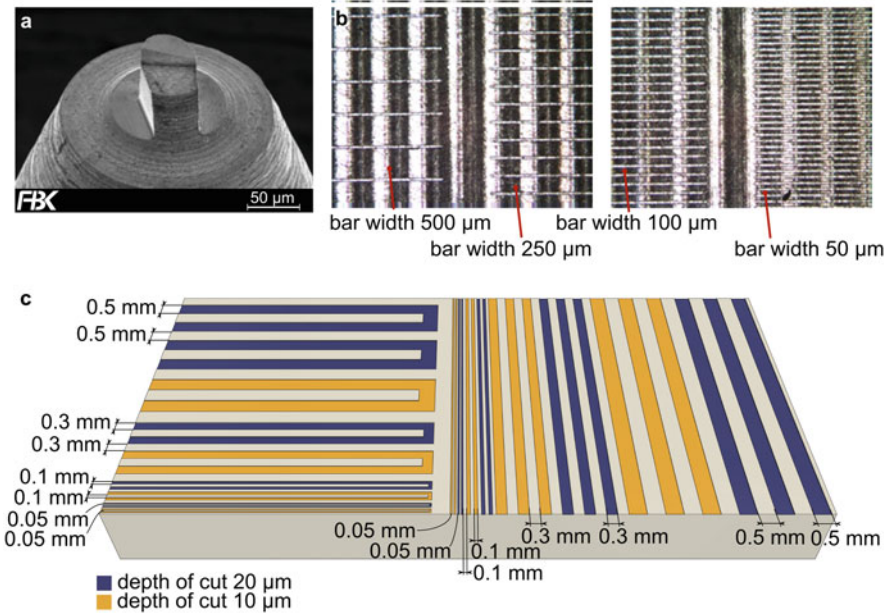 a
FBK
50 µm
b
bar width 500 µm
bar width 250 µm
bar width 100 µm
bar width 50 µm
c
0.5 mm
0.5 mm
0.3 mm
0.3 mm
0.1 mm
0.1 mm
0.05 mm
0.05 mm
0.05 mm
0.05 mm
0.1 mm
0.1 mm
0.3 mm
0.3 mm
0.5 mm
0.5 mm
depth of cut 20 µm
depth of cut 10 µm